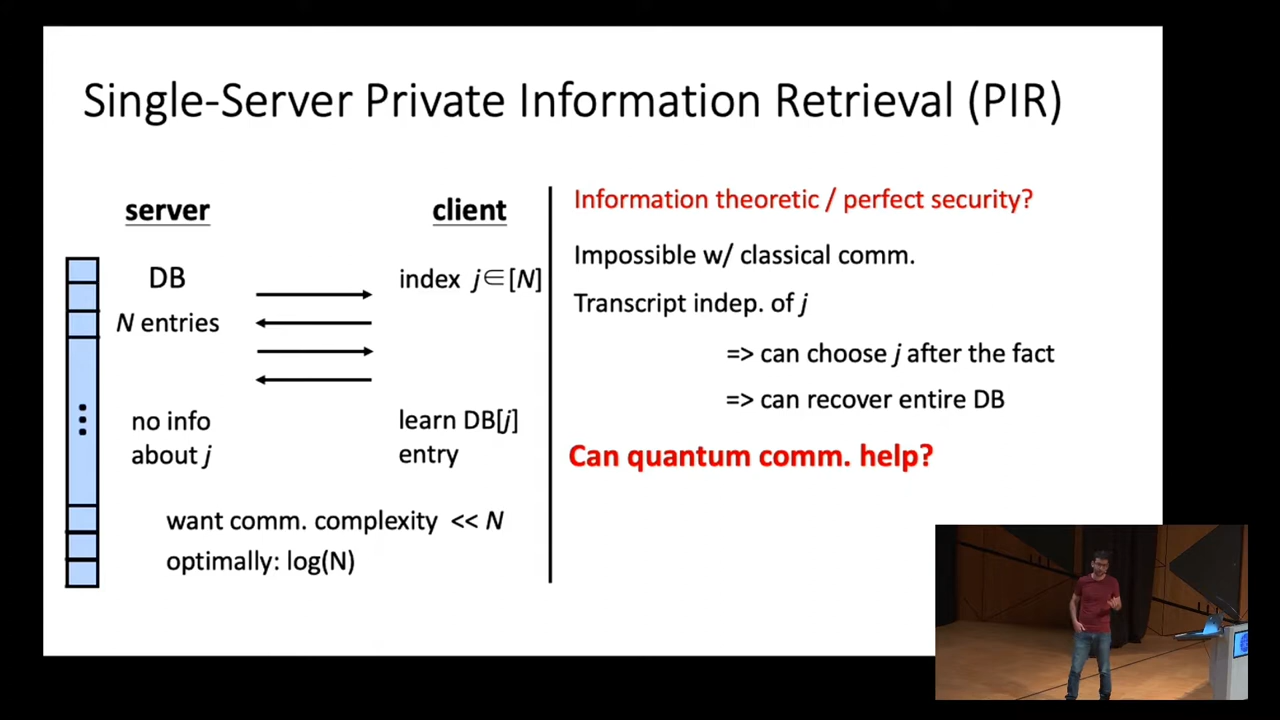 Single-Server Private Information Retrieval (PIR)
server
client
DB
index j∈[N]
N entries
no info
about j
learn DB[j]
entry
want comm. complexity << N
optimally: log(N)
Information theoretic / perfect security?
Impossible w/ classical comm.
Transcript indep. of j
=> can choose j after the fact
=> can recover entire DB
Can quantum comm. help?